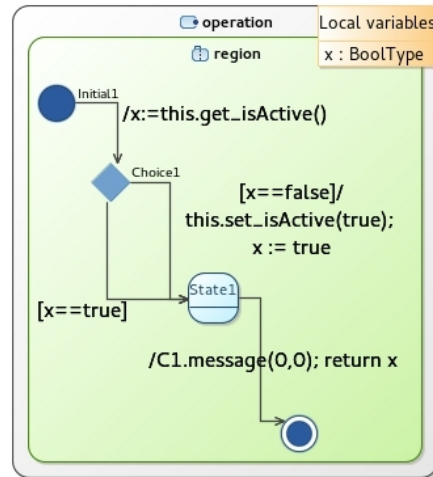 operation
Local variables
x : BoolType
region
Initial1
/x:=this.get_isActive()
Choice1
[x==false]/
this.set_isActive(true);
x := true
State1
[x==true]
/C1.message(0,0); return x